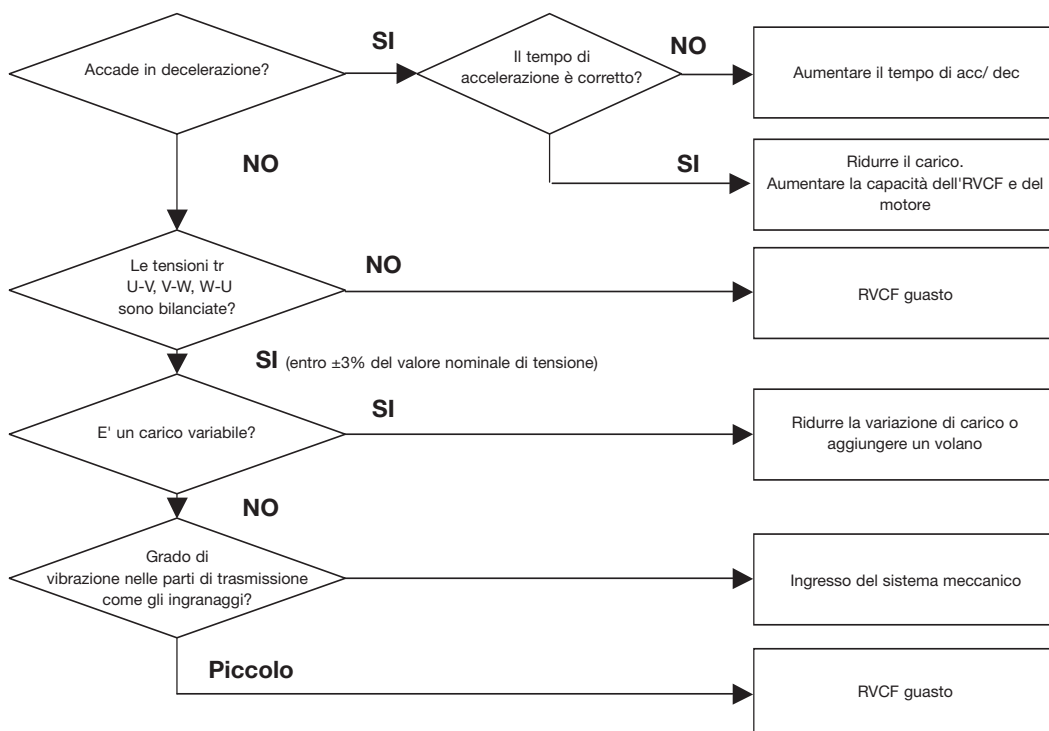 Accade in decelerazione?
SI
Il tempo di
accelerazione è corretto?
NO
Aumentare il tempo di acc/ dec
NO
SI
Ridurre il carico.
Aumentare la capacità dell'RVCF e del
motore
Le tensioni tr
U-V, V-W, W-U
sono bilanciate?
NO
RVCF guasto
SI (entro ±3% del valore nominale di tensione)
E' un carico variabile?
SI
Ridurre la variazione di carico o
aggiungere un volano
NO
Grado di
vibrazione nelle parti di trasmissione
come gli ingranaggi?
Ingresso del sistema meccanico
Piccolo
RVCF guasto